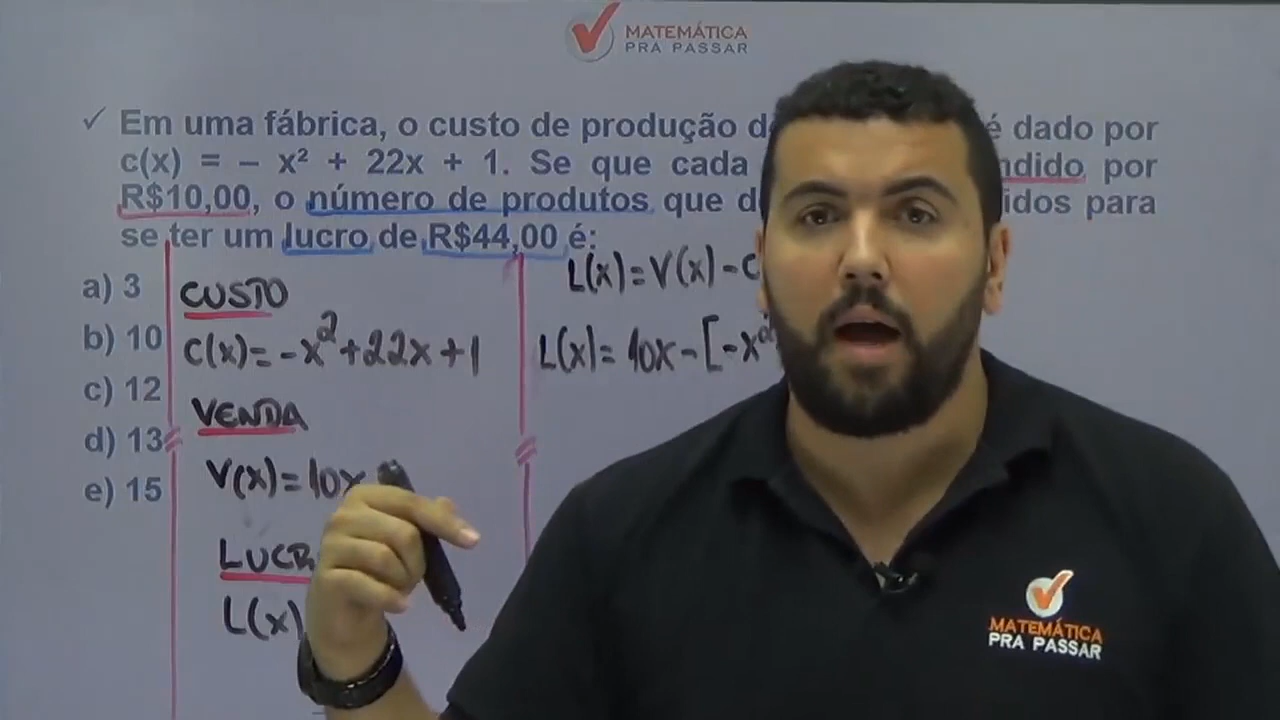 MATEMÁTICA
PRA PASSAR
✓ Em uma fábrica, o custo de produção é dado por
c(x) = – x² + 22x + 1. Se que cada por
R$10,00, o número de produtos que para
se ter um lucro de R$44,00 é:
a) 3
b) 10
c) 12
d) 13
e) 15
CUSTO
C(x)=-x²+22x+1
VENDA
V(x)=10x
L(x)
L(x)=V(x)-C
L(x)=10x-[-x²
MATEMÁTICA
PRA PASSAR